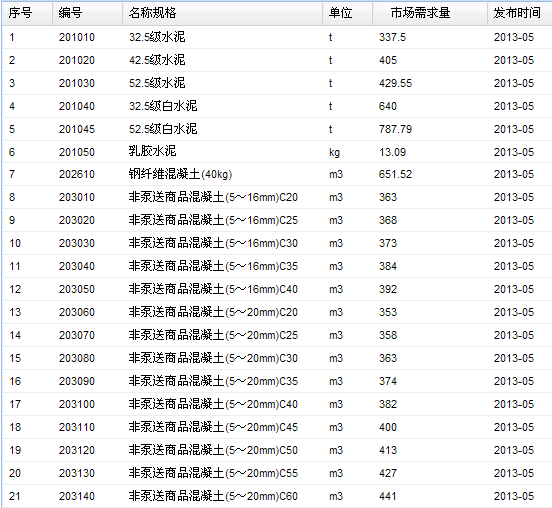 序号 编号 名称规格 单位 市场需求量 发布时间
1 201010 32.5级水泥 t 337.5 2013-05
2 201020 42.5级水泥 t 405 2013-05
3 201030 52.5级水泥 t 429.55 2013-05
4 201040 32.5级白水泥 t 640 2013-05
5 201045 52.5级白水泥 t 787.79 2013-05
6 201050 乳胶水泥 kg 13.09 2013-05
7 202610 钢纤维混凝土(40kg) m3 651.52 2013-05
8 203010 非泵送商品混凝土(5～16mm)C20 m3 363 2013-05
9 203020 非泵送商品混凝土(5～16mm)C25 m3 368 2013-05
10 203030 非泵送商品混凝土(5～16mm)C30 m3 373 2013-05
11 203040 非泵送商品混凝土(5～16mm)C35 m3 384 2013-05
12 203050 非泵送商品混凝土(5～16mm)C40 m3 392 2013-05
13 203060 非泵送商品混凝土(5～20mm)C20 m3 353 2013-05
14 203070 非泵送商品混凝土(5～20mm)C25 m3 358 2013-05
15 203080 非泵送商品混凝土(5～20mm)C30 m3 363 2013-05
16 203090 非泵送商品混凝土(5～20mm)C35 m3 374 2013-05
17 203100 非泵送商品混凝土(5～20mm)C40 m3 382 2013-05
18 203110 非泵送商品混凝土(5～20mm)C45 m3 400 2013-05
19 203120 非泵送商品混凝土(5～20mm)C50 m3 413 2013-05
20 203130 非泵送商品混凝土(5～20mm)C55 m3 427 2013-05
21 203140 非泵送商品混凝土(5～20mm)C60 m3 441 2013-05